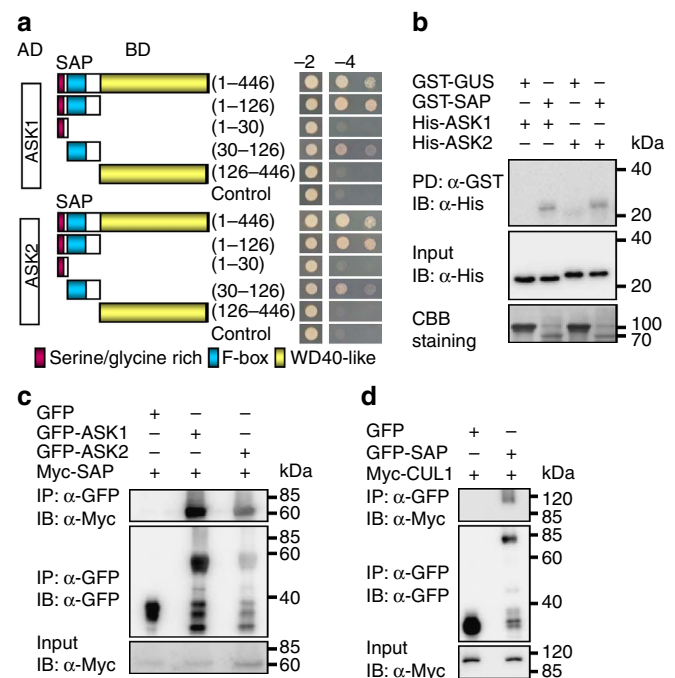 a
AD BD
SAP
–2 –4
ASK1
(1–446)
(1–126)
(1–30)
(30–126)
(126–446)
Control
SAP
ASK2
(1–446)
(1–126)
(1–30)
(30–126)
(126–446)
Control
Serine/glycine rich F-box WD40-like
b
GST-GUS + – + –
GST-SAP – + – +
His-ASK1 + + – –
His-ASK2 – – + + kDa
PD: α-GST
IB: α-His
40
20
Input
IB: α-His
40
20
CBB
staining
100
70
c
GFP + – –
GFP-ASK1 – + –
GFP-ASK2 – – +
Myc-SAP + + + kDa
IP: α-GFP
IB: α-Myc
85
60
IP: α-GFP
IB: α-GFP
85
60
40
Input
IB: α-Myc
85
60
d
GFP + –
GFP-SAP – +
Myc-CUL1 + + kDa
IP: α-GFP
IB: α-Myc
120
85
IP: α-GFP
IB: α-GFP
85
60
40
Input
IB: α-Myc
120
85